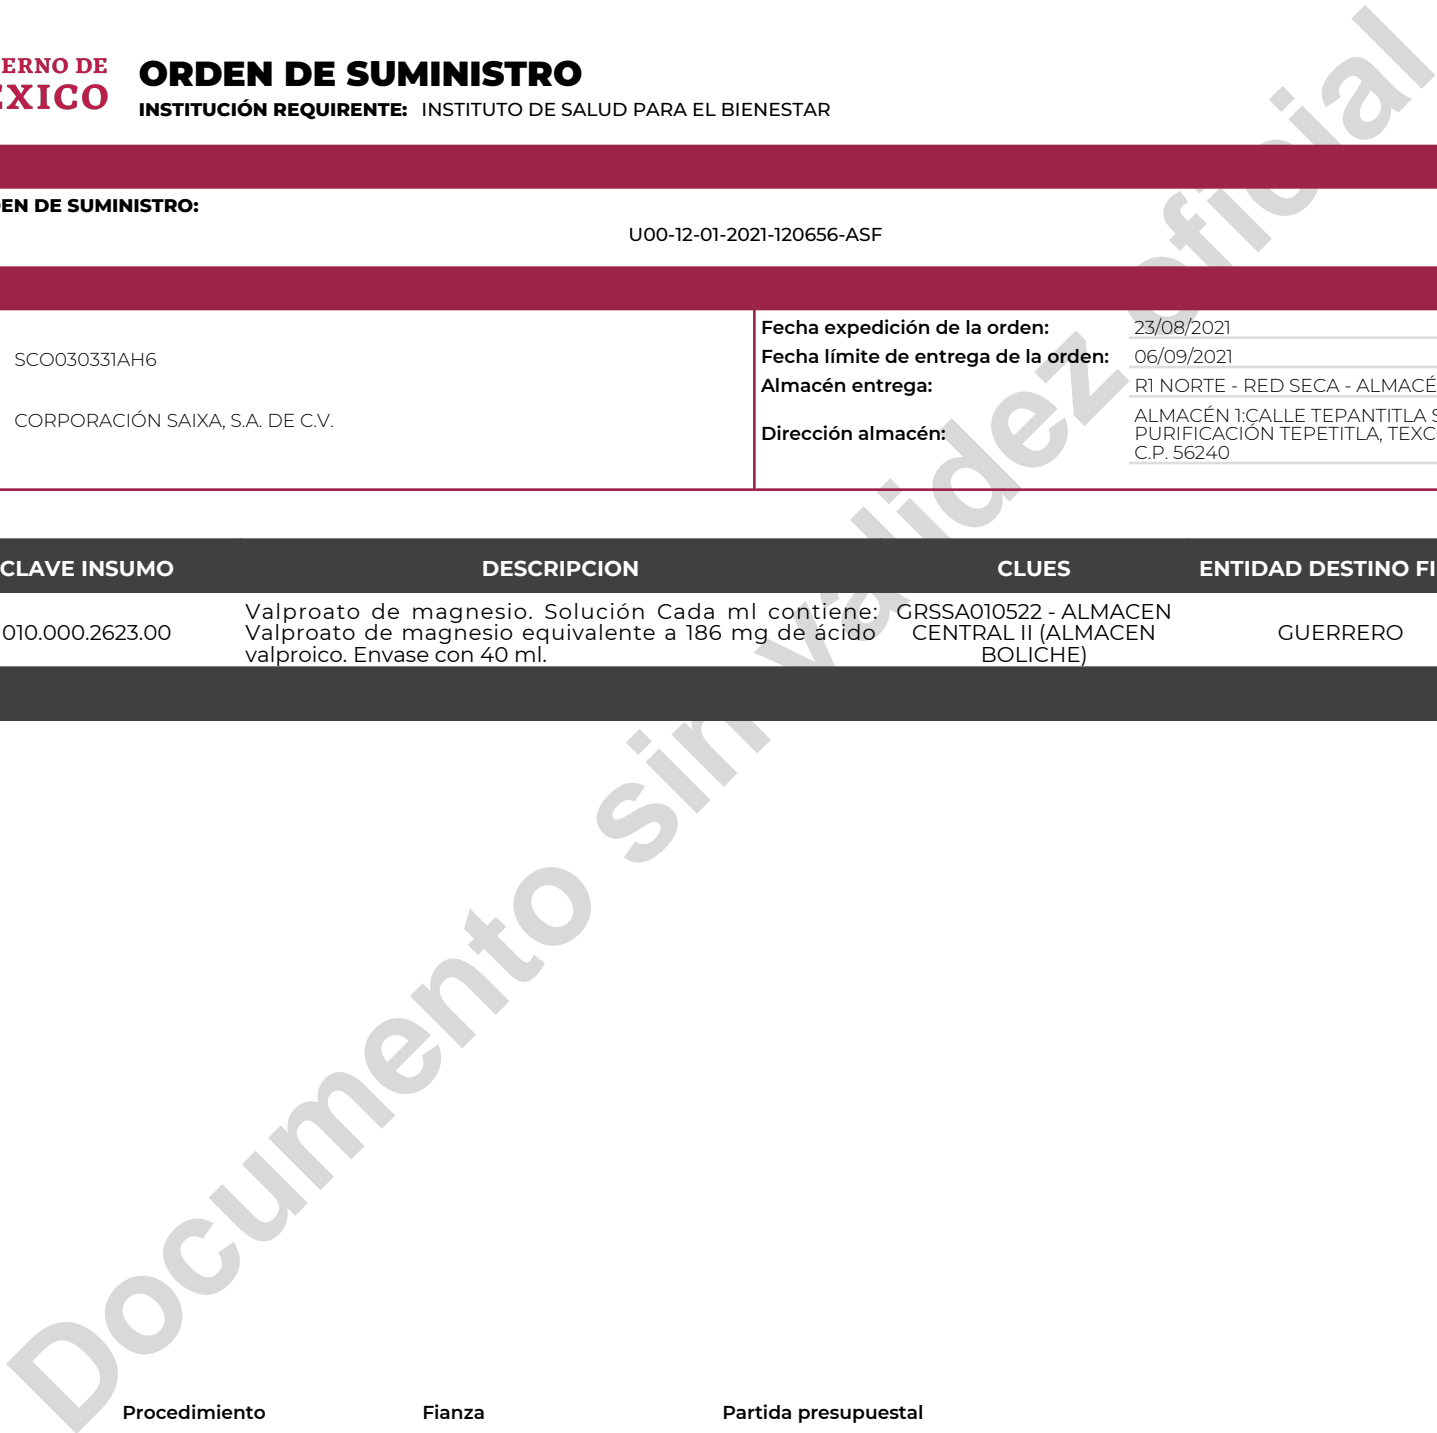 ERNO DE
ORDEN DE SUMINISTRO
XICO
INSTITUCIÓN REQUIRENTE: INSTITUTO DE SALUD PARA EL BIENESTAR
EN DE SUMINISTRO:
U00-12-01-2021-120656-ASF
SCO030331AH6
CORPORACIÓN SAIXA, S.A. DE C.V.
Fecha expedición de la orden: 23/08/2021
Fecha límite de entrega de la orden: 06/09/2021
Almacén entrega: R1 NORTE - RED SECA - ALMACÉ
Dirección almacén: ALMACÉN 1:CALLE TEPANTITLA S
PURIFICACIÓN TEPETITLA, TEXC
C.P. 56240
CLAVE INSUMO DESCRIPCION CLUES ENTIDAD DESTINO FI
010.000.2623.00
Valproato de magnesio. Solución Cada ml contiene:
Valproato de magnesio equivalente a 186 mg de ácido
valproico. Envase con 40 ml.
GRSSA010522 - ALMACEN
CENTRAL II (ALMACEN
BOLICHE)
GUERRERO
Documento sin validez oficial
Procedimiento Fianza Partida presupuestal